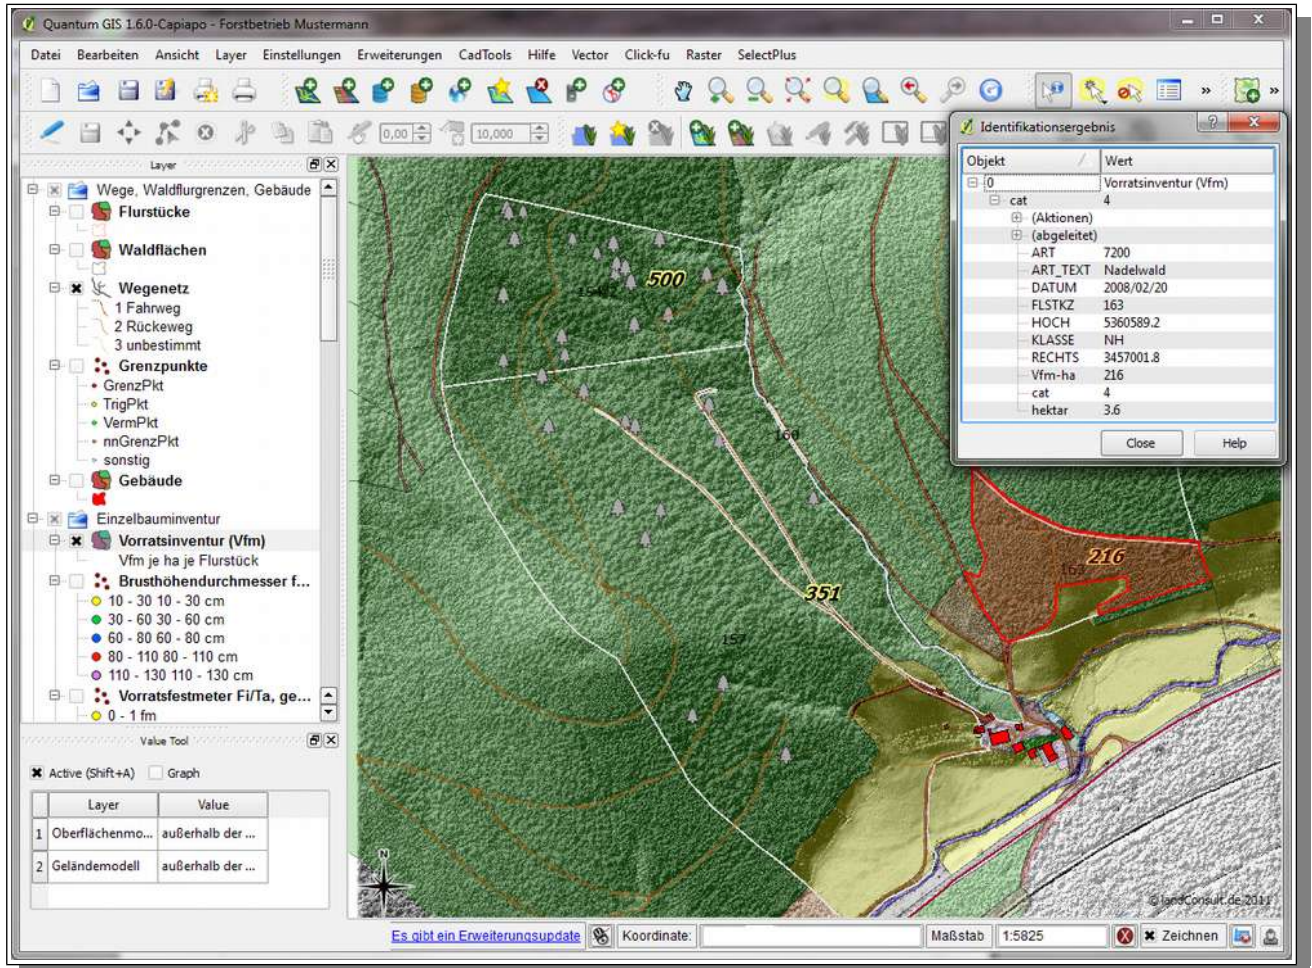 Quantum GIS 1.6.0-Capiapo - Forstbetrieb Mustermann
Datei Bearbeiten Ansicht Layer Einstellungen Erweiterungen CadTools Hilfe Vector Click-fu Raster SelectPlus
0,00
10,000
Layer
Wege, Waldflurgrenzen, Gebäude
Flurstücke
Waldflächen
Wegenetz
1 Fahrweg
2 Rückeweg
3 unbestimmt
Grenzpunkte
GrenzPkt
TrigPkt
VermPkt
nnGrenzPkt
sonstig
Gebäude
Einzelbauminventur
Vorratsinventur (Vfm)
Vfm je ha je Flurstück
Brusthöhendurchmesser f...
10 - 30 10 - 30 cm
30 - 60 30 - 60 cm
60 - 80 60 - 80 cm
80 - 110 80 - 110 cm
110 - 130 110 - 130 cm
Vorratsfestmeter Fi/Ta, ge...
0 - 1 fm
Value Tool
Active (Shift+A) Graph
Layer Value
1 Oberflächenmo... außerhalb der ...
2 Geländemodell außerhalb der ...
Identifikationsergebnis
Objekt Wert
0 Vorratsinventur (Vfm)
cat 4
(Aktionen)
(abgeleitet)
ART 7200
ART_TEXT Nadelwald
DATUM 2008/02/20
FLSTKZ 163
HOCH 5360589.2
KLASSE NH
RECHTS 3457001.8
Vfm-ha 216
cat 4
hektar 3.6
Close Help
500
160
216
163
351
157
N
© landConsult.de 2011
Es gibt ein Erweiterungsupdate Koordinate: Maßstab 1:5825 Zeichnen